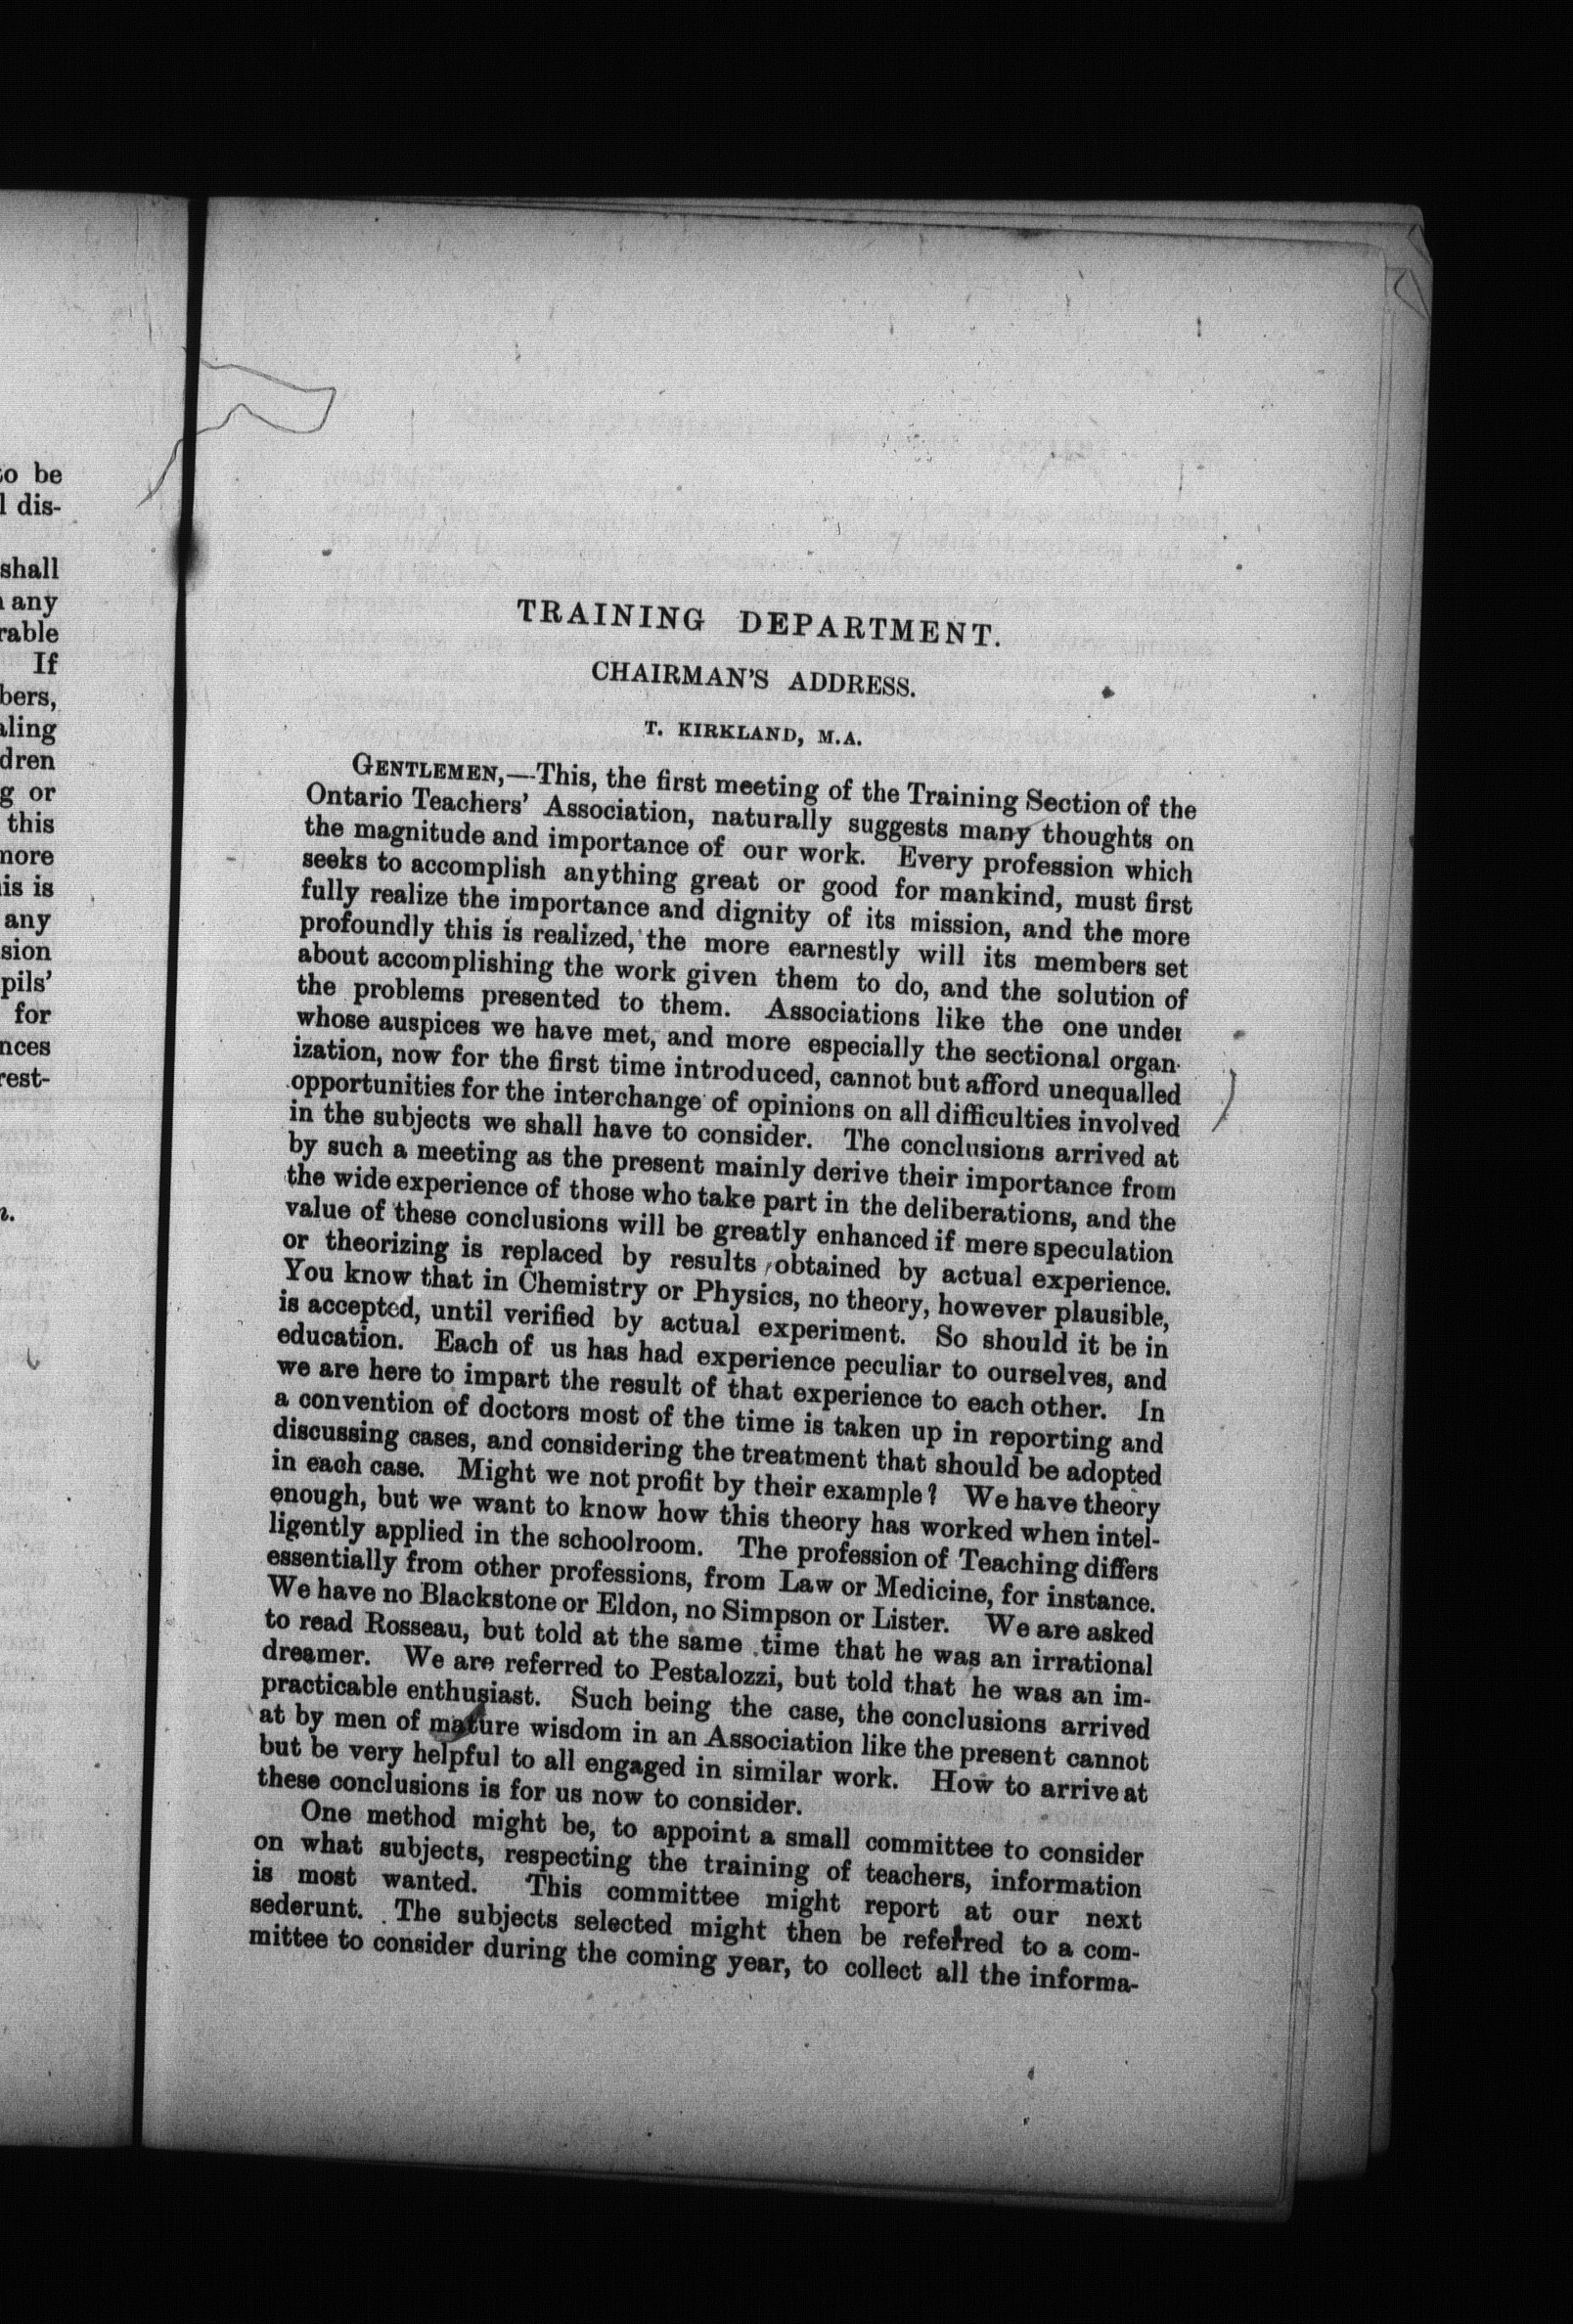 to be
l dis-
shall
any
rable
If
bers,
aling
dren
g or
this
more
is is
any
sion
pils'
for
nces
rest-
n.
TRAINING DEPARTMENT.
CHAIRMAN'S ADDRESS.
T. KIRKLAND, M.A.
GENTLEMEN,—This, the first meeting of the Training Section of the
Ontario Teachers' Association, naturally suggests many thoughts on
the magnitude and importance of our work. Every profession which
seeks to accomplish anything great or good for mankind, must first
fully realize the importance and dignity of its mission, and the more
profoundly this is realized, the more earnestly will its members set
about accomplishing the work given them to do, and the solution of
the problems presented to them. Associations like the one under
whose auspices we have met, and more especially the sectional organ-
ization, now for the first time introduced, cannot but afford unequalled
opportunities for the interchange of opinions on all difficulties involved
in the subjects we shall have to consider. The conclusions arrived at
by such a meeting as the present mainly derive their importance from
the wide experience of those who take part in the deliberations, and the
value of these conclusions will be greatly enhanced if mere speculation
or theorizing is replaced by results obtained by actual experience.
You know that in Chemistry or Physics, no theory, however plausible,
is accepted, until verified by actual experiment. So should it be in
education. Each of us has had experience peculiar to ourselves, and
we are here to impart the result of that experience to each other. In
a convention of doctors most of the time is taken up in reporting and
discussing cases, and considering the treatment that should be adopted
in each case. Might we not profit by their example? We have theory
enough, but we want to know how this theory has worked when intel-
ligently applied in the schoolroom. The profession of Teaching differs
essentially from other professions, from Law or Medicine, for instance.
We have no Blackstone or Eldon, no Simpson or Lister. We are asked
to read Rosseau, but told at the same time that he was an irrational
dreamer. We are referred to Pestalozzi, but told that he was an im-
practicable enthusiast. Such being the case, the conclusions arrived
at by men of mature wisdom in an Association like the present cannot
but be very helpful to all engaged in similar work. How to arrive at
these conclusions is for us now to consider.
One method might be, to appoint a small committee to consider
on what subjects, respecting the training of teachers, information
is most wanted. This committee might report at our next
sederunt. The subjects selected might then be referred to a com-
mittee to consider during the coming year, to collect all the informa-